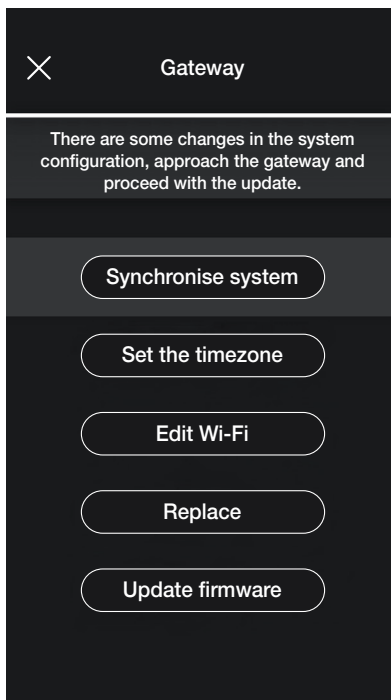 Gateway
There are some changes in the system
configuration, approach the gateway and
proceed with the update.
Synchronise system
Set the timezone
Edit Wi-Fi
Replace
Update firmware